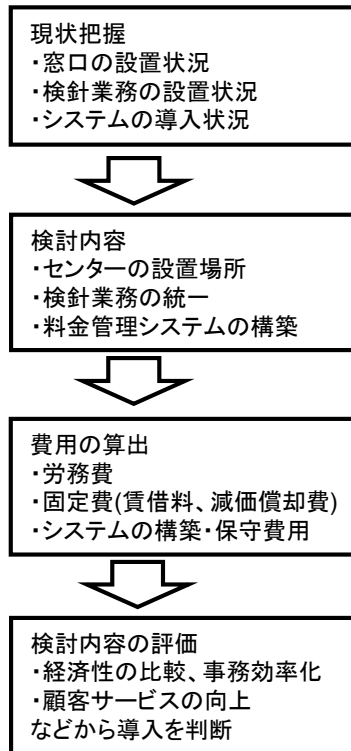 現状把握
・窓口の設置状況
・検針業務の設置状況
・システムの導入状況
検討内容
・センターの設置場所
・検針業務の統一
・料金管理システムの構築
費用の算出
・労務費
・固定費(賃借料、減価償却費)
・システムの構築・保守費用
検討内容の評価
・経済性の比較、事務効率化
・顧客サービスの向上
などから導入を判断